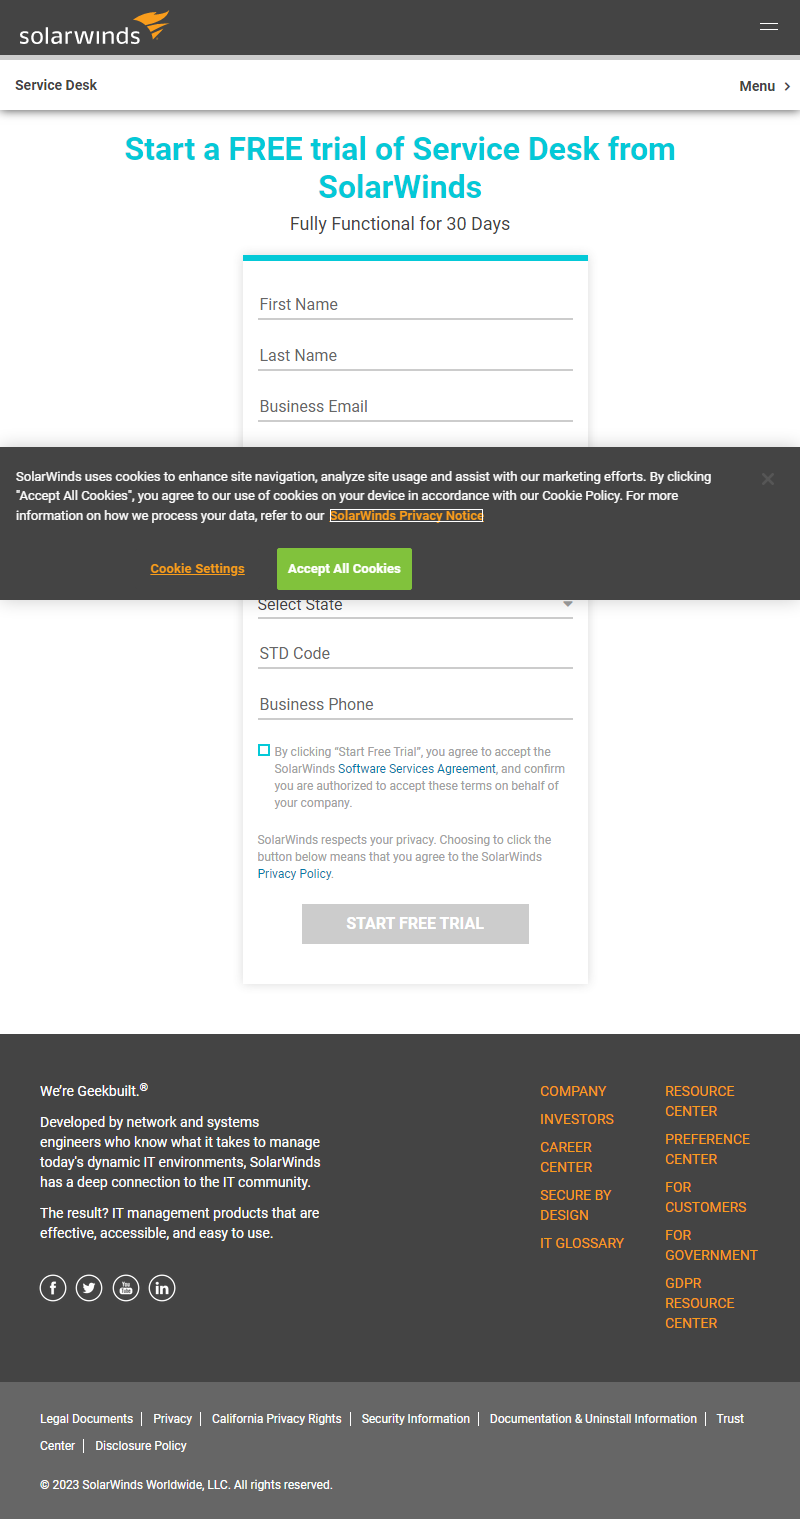 solarwinds
Service Desk
Menu
Start a FREE trial of Service Desk from
SolarWinds
Fully Functional for 30 Days
First Name
Last Name
Business Email
SolarWinds uses cookies to enhance site navigation, analyze site usage and assist with our marketing efforts. By clicking
"Accept All Cookies", you agree to our use of cookies on your device in accordance with our Cookie Policy. For more
information on how we process your data, refer to our SolarWinds Privacy Notice
Cookie Settings
Accept All Cookies
Select State
STD Code
Business Phone
By clicking “Start Free Trial”, you agree to accept the
SolarWinds Software Services Agreement, and confirm
you are authorized to accept these terms on behalf of
your company.
SolarWinds respects your privacy. Choosing to click the
button below means that you agree to the SolarWinds
Privacy Policy.
START FREE TRIAL
We’re Geekbuilt.®
Developed by network and systems
engineers who know what it takes to manage
today's dynamic IT environments, SolarWinds
has a deep connection to the IT community.
The result? IT management products that are
effective, accessible, and easy to use.
You
Tube
COMPANY
INVESTORS
CAREER
CENTER
SECURE BY
DESIGN
IT GLOSSARY
RESOURCE
CENTER
PREFERENCE
CENTER
FOR
CUSTOMERS
FOR
GOVERNMENT
GDPR
RESOURCE
CENTER
Legal Documents | Privacy | California Privacy Rights | Security Information | Documentation & Uninstall Information | Trust
Center | Disclosure Policy
© 2023 SolarWinds Worldwide, LLC. All rights reserved.